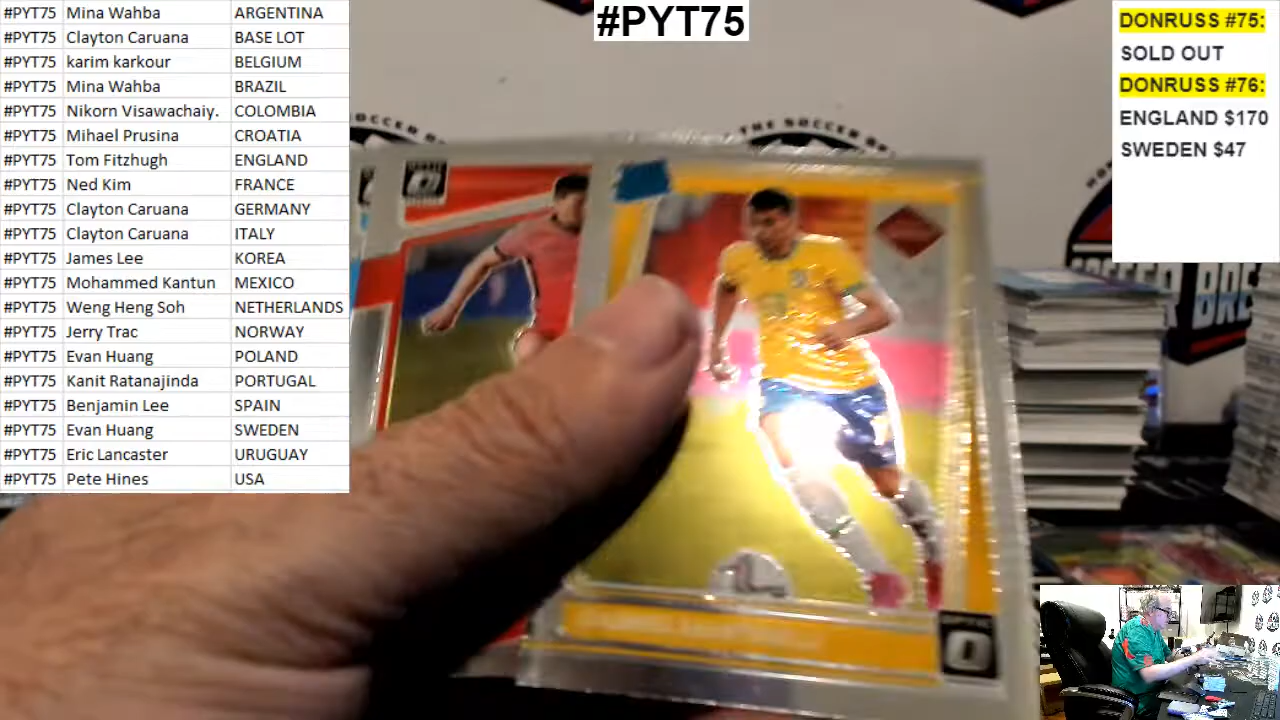 #PYT75 Mina Wahba ARGENTINA
#PYT75 Clayton Caruana BASE LOT
#PYT75 karim karkour BELGIUM
#PYT75 Mina Wahba BRAZIL
#PYT75 Nikorn Visawachaiy. COLOMBIA
#PYT75 Mihael Prusina CROATIA
#PYT75 Tom Fitzhugh ENGLAND
#PYT75 Ned Kim FRANCE
#PYT75 Clayton Caruana GERMANY
#PYT75 Clayton Caruana ITALY
#PYT75 James Lee KOREA
#PYT75 Mohammed Kantun MEXICO
#PYT75 Weng Heng Soh NETHERLANDS
#PYT75 Jerry Trac NORWAY
#PYT75 Evan Huang POLAND
#PYT75 Kanit Ratanajinda PORTUGAL
#PYT75 Benjamin Lee SPAIN
#PYT75 Evan Huang SWEDEN
#PYT75 Eric Lancaster URUGUAY
#PYT75 Pete Hines USA
#PYT75
DONRUSS #75:
SOLD OUT
DONRUSS #76:
ENGLAND $170
SWEDEN $47
THE SOCCER
SOCCER BRE